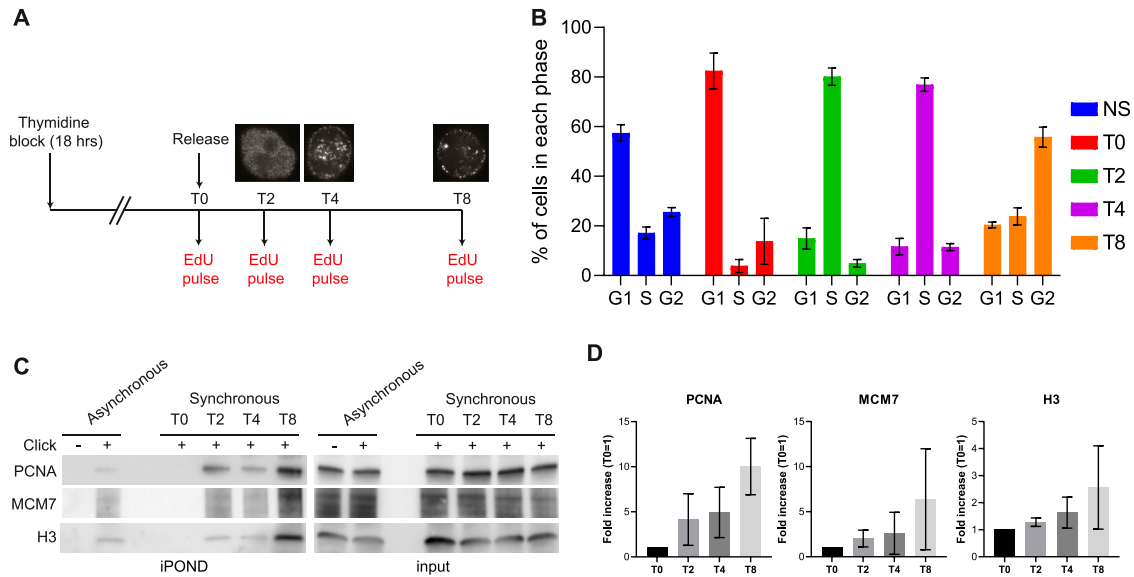 A
Thymidine
block (18 hrs)
Release
T0
T2
T4
T8
EdU
pulse
EdU
pulse
EdU
pulse
EdU
pulse
B
% of cells in each phase
100
80
60
40
20
0
G1 S G2
G1 S G2
G1 S G2
G1 S G2
G1 S G2
NS
T0
T2
T4
T8
C
Asynchronous
Synchronous
T0 T2 T4 T8
Asynchronous
Synchronous
T0 T2 T4 T8
Click - + + + + + - + + + + +
PCNA
MCM7
H3
iPOND
input
D
PCNA
Fold increase (T0=1)
15
10
5
0
T0 T2 T4 T8
MCM7
Fold increase (T0=1)
15
10
5
0
T0 T2 T4 T8
H3
Fold increase (T0=1)
5
4
3
2
1
0
T0 T2 T4 T8